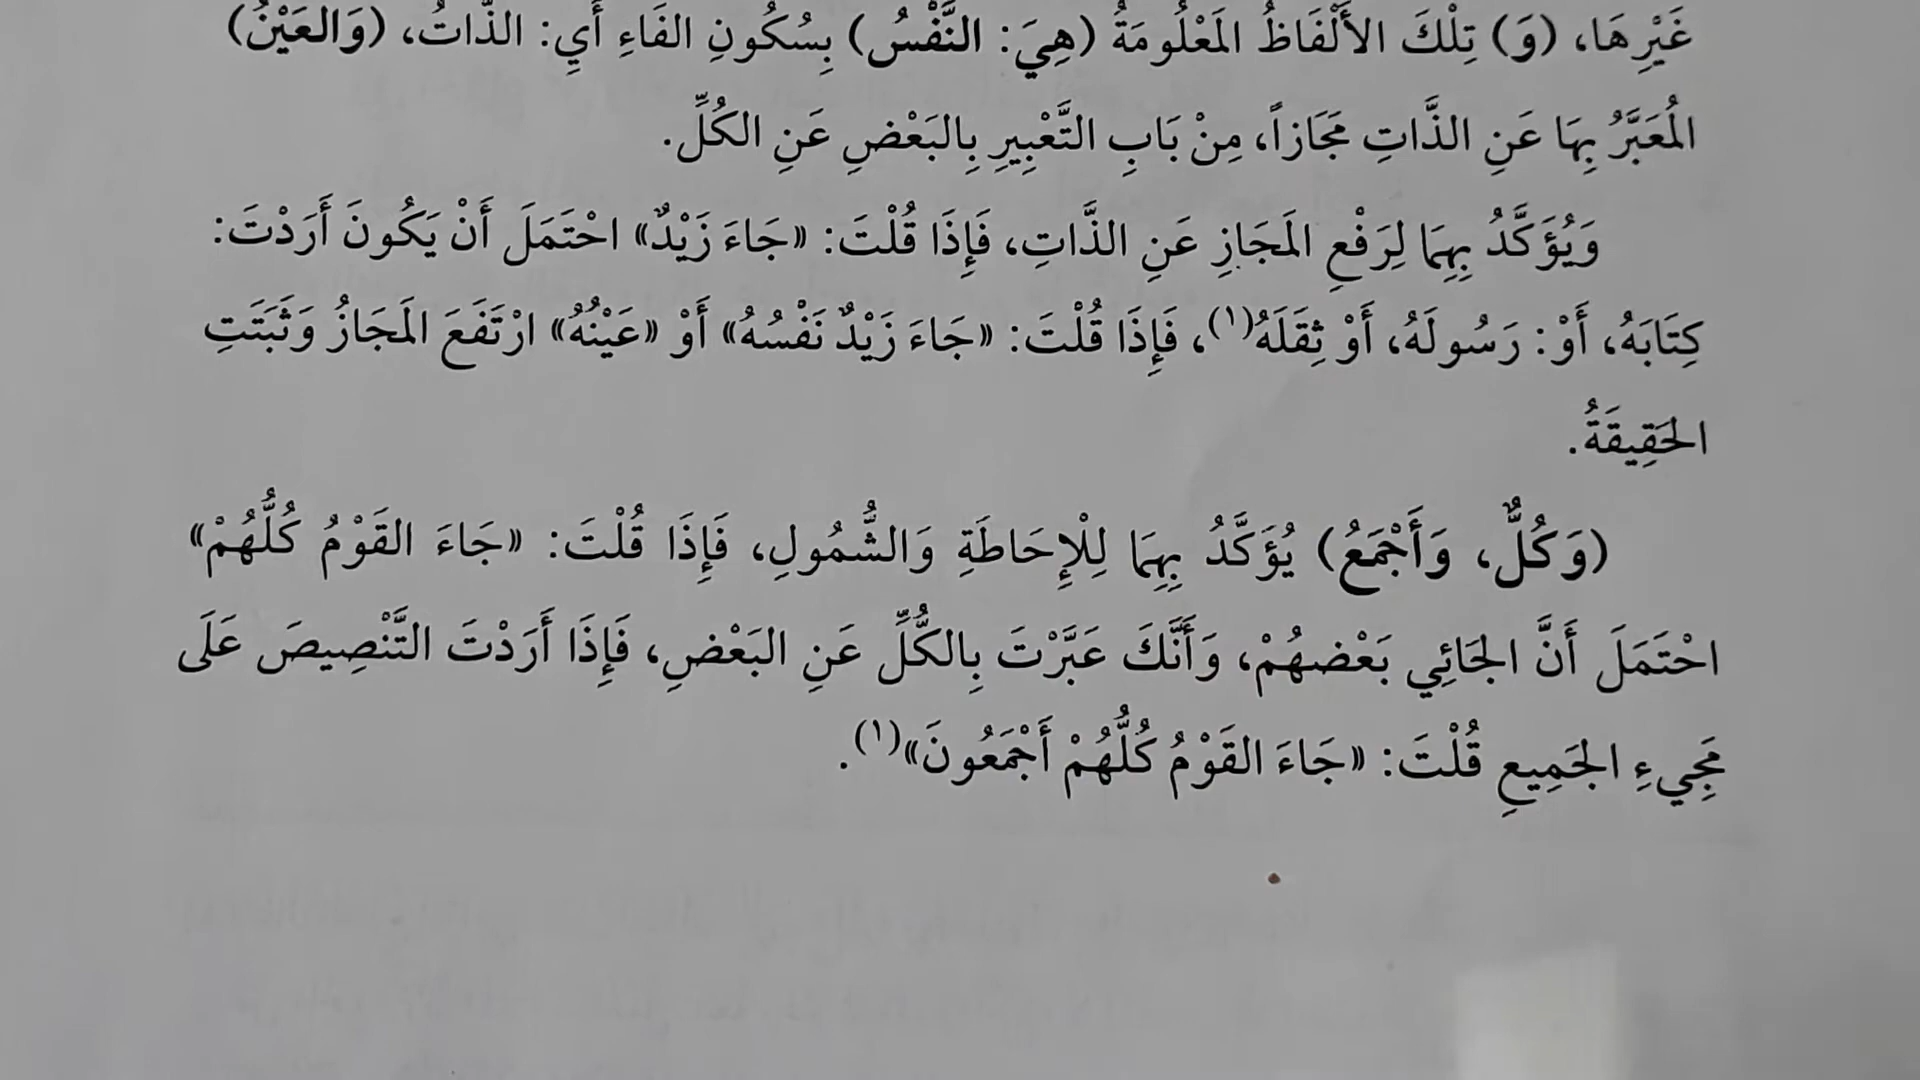 غَيْرِهَا، (وَ) تِلْكَ الأَلْفَاظُ المَعْلُومَةُ (هِيَ: النَّفْسُ) بِسُكُونِ الفَاءِ أَيِ: الذَّاتُ، (وَالعَيْنُ)
المُعَبَّرُ بِهَا عَنِ الذَّاتِ مَجَازاً، مِنْ بَابِ التَّعْبِيرِ بِالبَعْضِ عَنِ الكُلِّ.
وَيُؤَكَّدُ بِهِمَا لِرَفْعِ المَجَازِ عَنِ الذَّاتِ، فَإِذَا قُلْتَ: «جَاءَ زَيْدٌ» احْتَمَلَ أَنْ يَكُونَ أَرَدْتَ:
كِتَابَهُ، أَوْ: رَسُولَهُ، أَوْ ثِقَلَهُ(١)، فَإِذَا قُلْتَ: «جَاءَ زَيْدٌ نَفْسُهُ» أَوْ «عَيْنُهُ» ارْتَفَعَ المَجَازُ وَثَبَتَتِ
الحَقِيقَةُ.
(وَكُلٌّ، وَأَجْمَعُ) يُؤَكَّدُ بِهِمَا لِلْإِحَاطَةِ وَالشُّمُولِ، فَإِذَا قُلْتَ: «جَاءَ القَوْمُ كُلُّهُمْ»
احْتَمَلَ أَنَّ الجَائِي بَعْضهُمْ، وَأَنَّكَ عَبَّرْتَ بِالكُلِّ عَنِ البَعْضِ، فَإِذَا أَرَدْتَ التَّنْصِيصَ عَلَى
مَجِيءِ الجَمِيعِ قُلْتَ: «جَاءَ القَوْمُ كُلُّهُمْ أَجْمَعُونَ»(١).